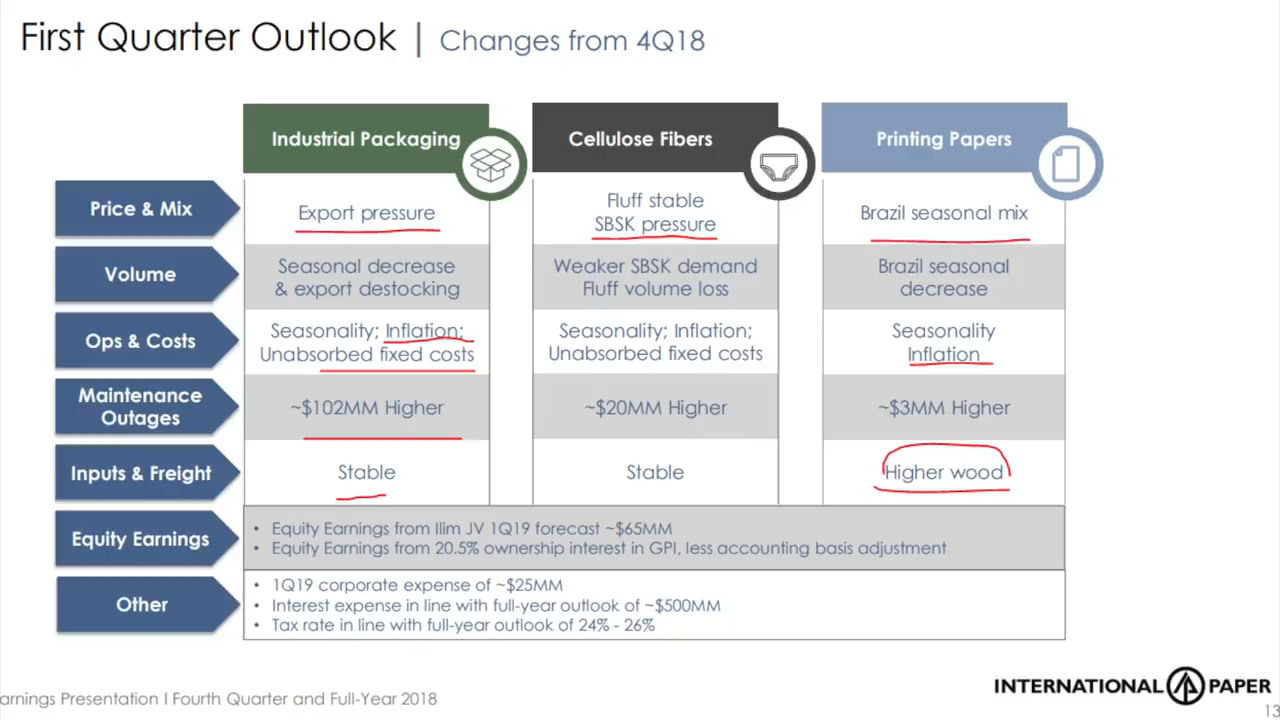 First Quarter Outlook | Changes from 4Q18
Industrial Packaging
Cellulose Fibers
Printing Papers
Price & Mix
Export pressure
Fluff stable
SBSK pressure
Brazil seasonal mix
Volume
Seasonal decrease
& export destocking
Weaker SBSK demand
Fluff volume loss
Brazil seasonal
decrease
Ops & Costs
Seasonality; Inflation;
Unabsorbed fixed costs
Seasonality; Inflation;
Unabsorbed fixed costs
Seasonality
Inflation
Maintenance
Outages
~$102MM Higher
~$20MM Higher
~$3MM Higher
Inputs & Freight
Stable
Stable
Higher wood
Equity Earnings
• Equity Earnings from Ilim JV 1Q19 forecast ~$65MM
• Equity Earnings from 20.5% ownership interest in GPI, less accounting basis adjustment
Other
• 1Q19 corporate expense of ~$25MM
• Interest expense in line with full-year outlook of ~$500MM
• Tax rate in line with full-year outlook of 24% - 26%
arnings Presentation | Fourth Quarter and Full-Year 2018
INTERNATIONAL PAPER
13